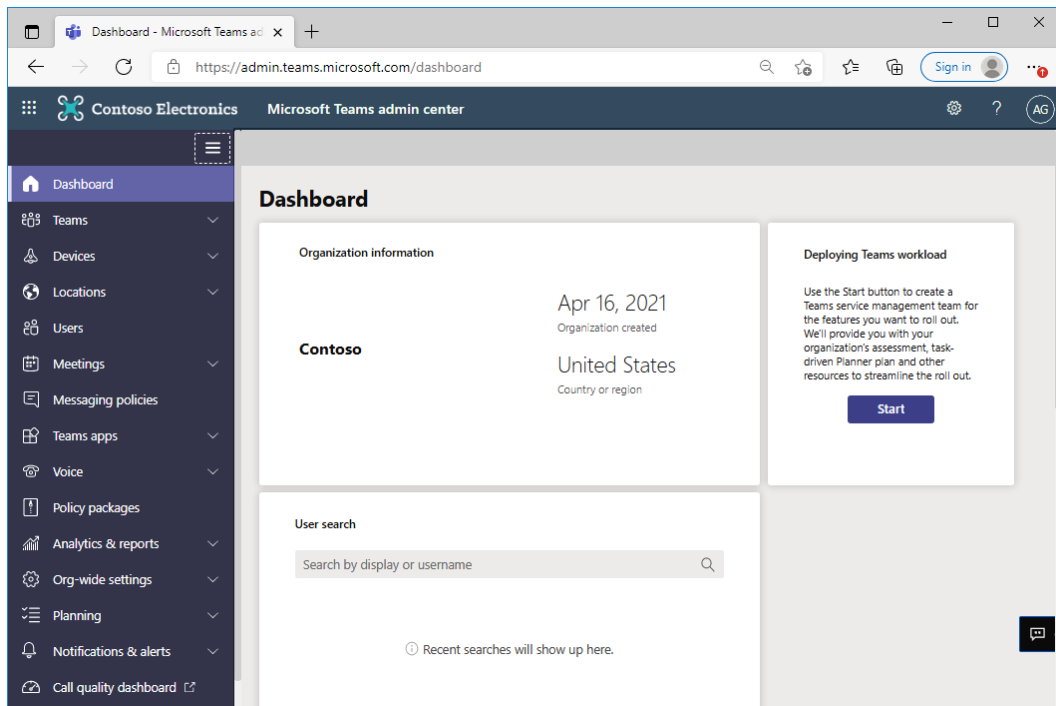 Dashboard - Microsoft Teams ad
https://admin.teams.microsoft.com/dashboard
Sign in
Contoso Electronics
Microsoft Teams admin center
?
AG
Dashboard
Teams
Devices
Locations
Users
Meetings
Messaging policies
Teams apps
Voice
Policy packages
Analytics & reports
Org-wide settings
Planning
Notifications & alerts
Call quality dashboard
Dashboard
Organization information
Contoso
Apr 16, 2021
Organization created
United States
Country or region
Deploying Teams workload
Use the Start button to create a
Teams service management team for
the features you want to roll out.
We'll provide you with your
organization's assessment, task-
driven Planner plan and other
resources to streamline the roll out.
Start
User search
Search by display or username
Recent searches will show up here.